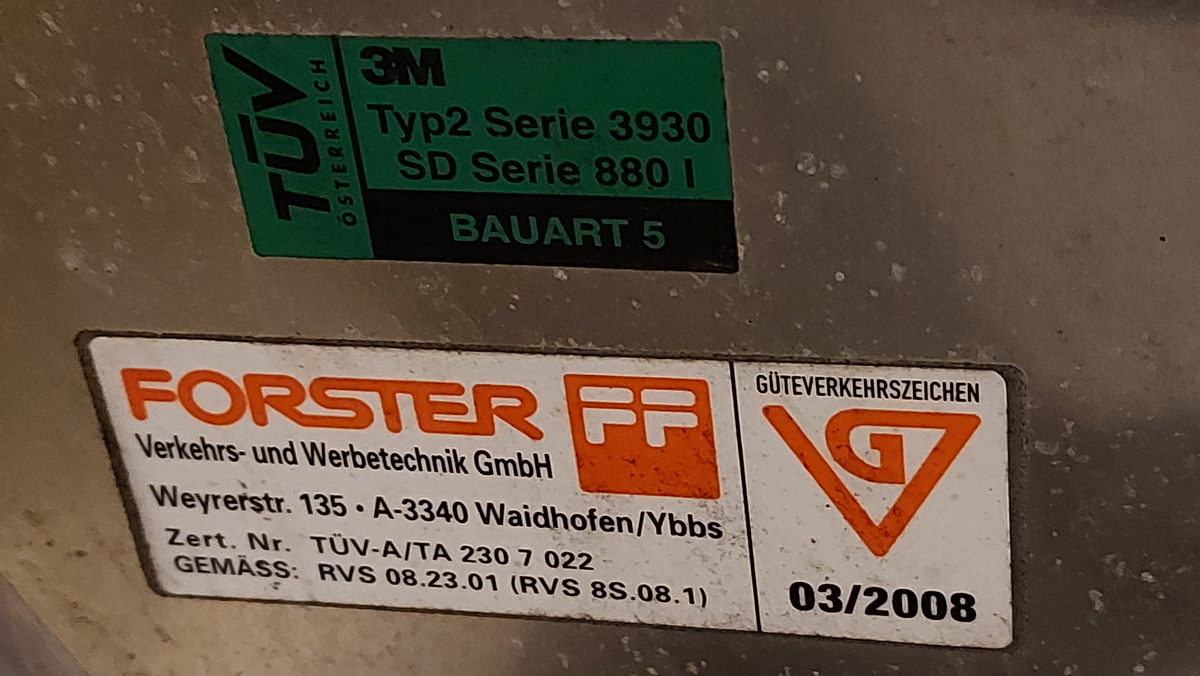 TÜV
ÖSTERREICH
3M
Typ2 Serie 3930
SD Serie 880 I
BAUART 5
FORSTER FF
Verkehrs- und Werbetechnik GmbH
Weyrerstr. 135 • A-3340 Waidhofen/Ybbs
Zert. Nr. TÜV-A/TA 230 7 022
GEMÄSS: RVS 08.23.01 (RVS 8S.08.1)
GÜTEVERKEHRSZEICHEN
G
03/2008